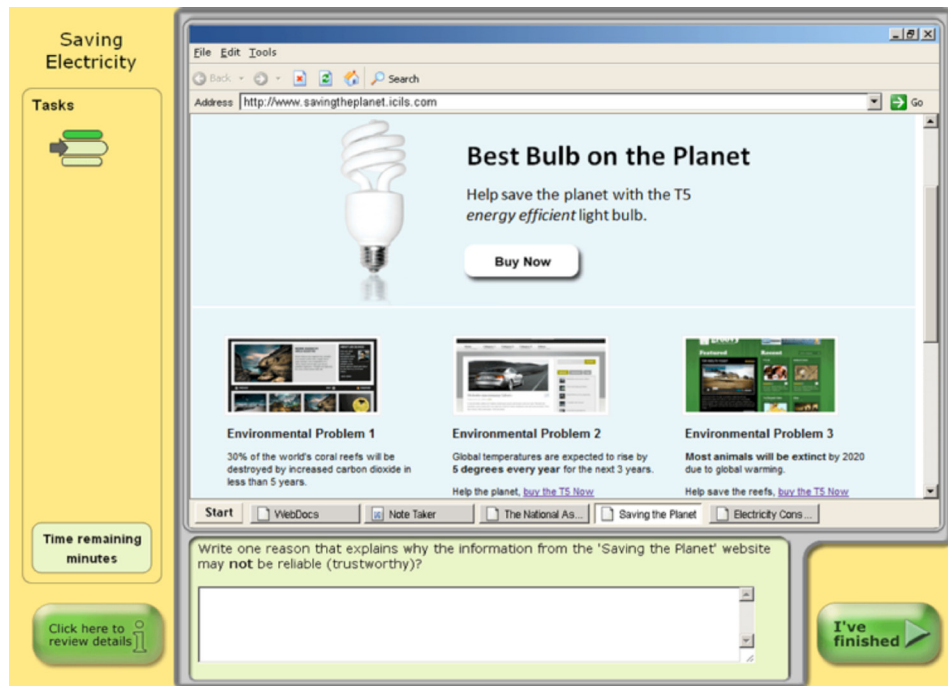 Saving
Electricity
Tasks
Time remaining
minutes
Click here to
review details
File Edit Tools
Back
Search
Address http://www.savingtheplanet.icils.com
Go
Best Bulb on the Planet
Help save the planet with the T5
energy efficient light bulb.
Buy Now
Environmental Problem 1
30% of the world's coral reefs will be
destroyed by increased carbon dioxide in
less than 5 years.
Environmental Problem 2
Global temperatures are expected to rise by
5 degrees every year for the next 3 years.
Help the planet, buy the T5 Now
Environmental Problem 3
Most animals will be extinct by 2020
due to global warming.
Help save the reefs, buy the T5 Now
Start WebDocs Note Taker The National As... Saving the Planet Electricity Cons...
Write one reason that explains why the information from the 'Saving the Planet' website
may not be reliable (trustworthy)?
I've
finished